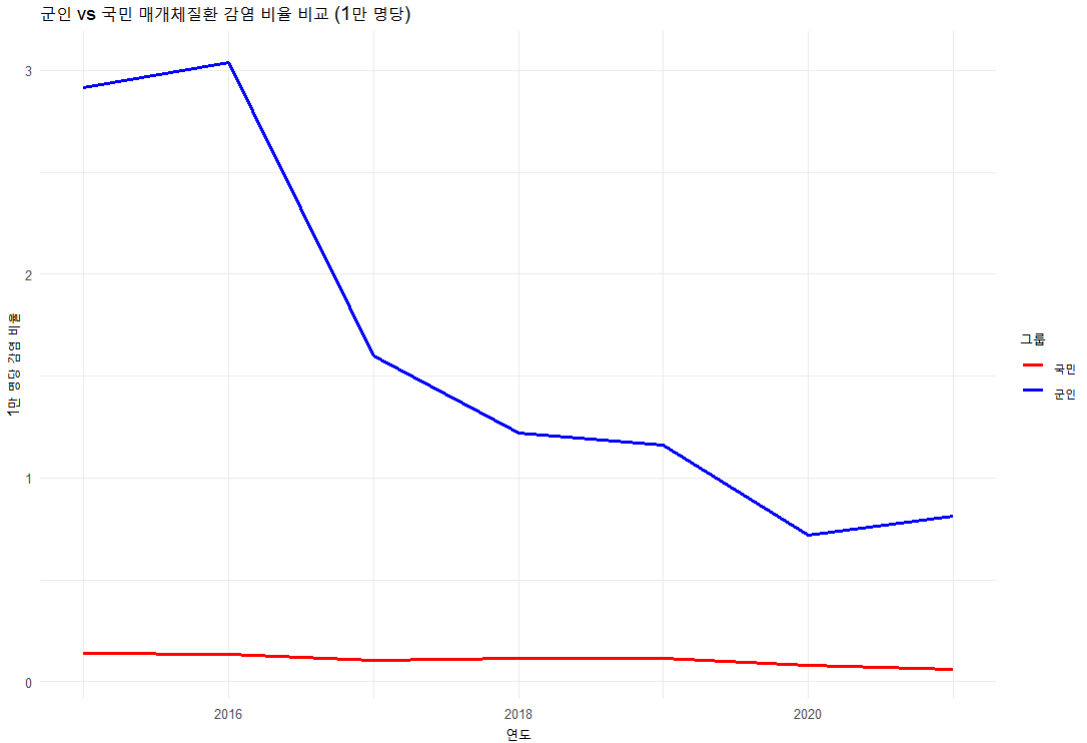 군인 vs 국민 매개체질환 감염 비율 비교 (1만 명당)
3
2
1
0
1만 명당 감염 비율
2016
2018
2020
연도
그룹
국민
군인